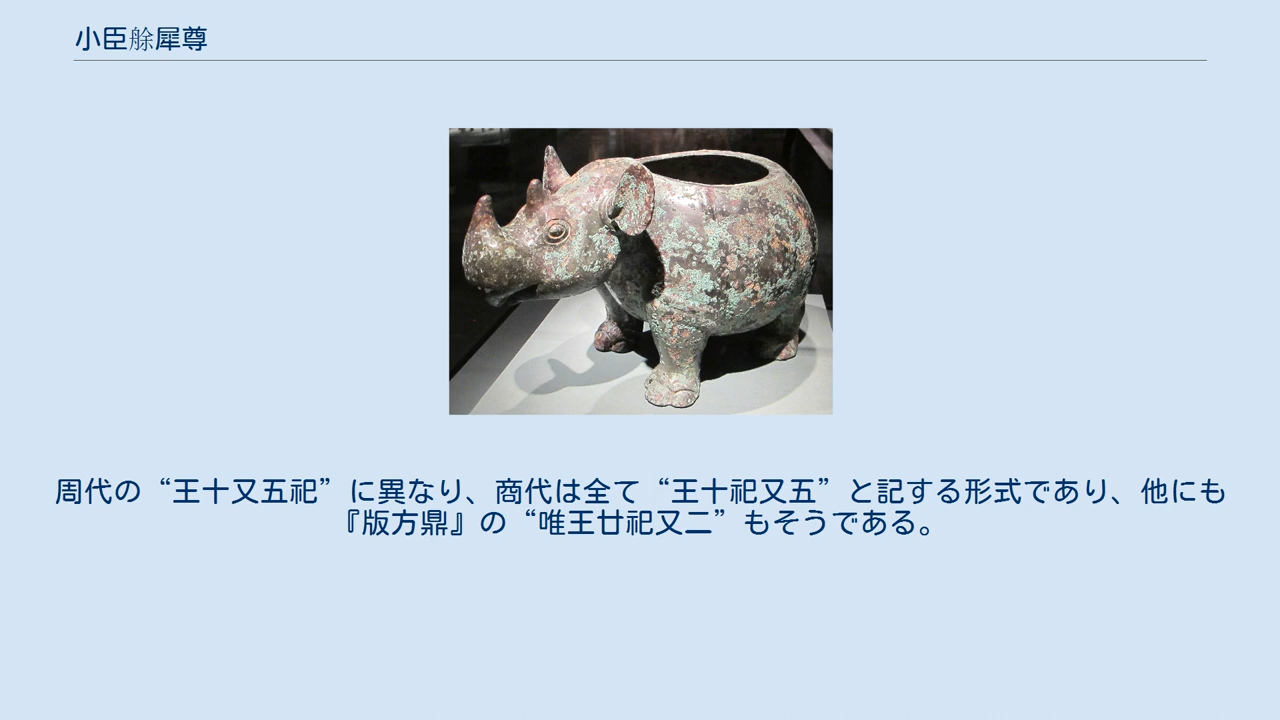 小臣艅犀尊
周代の“王十又五祀”に異なり、商代は全て“王十祀又五”と記する形式であり、他にも
『版方鼎』の“唯王廿祀又二”もそうである。